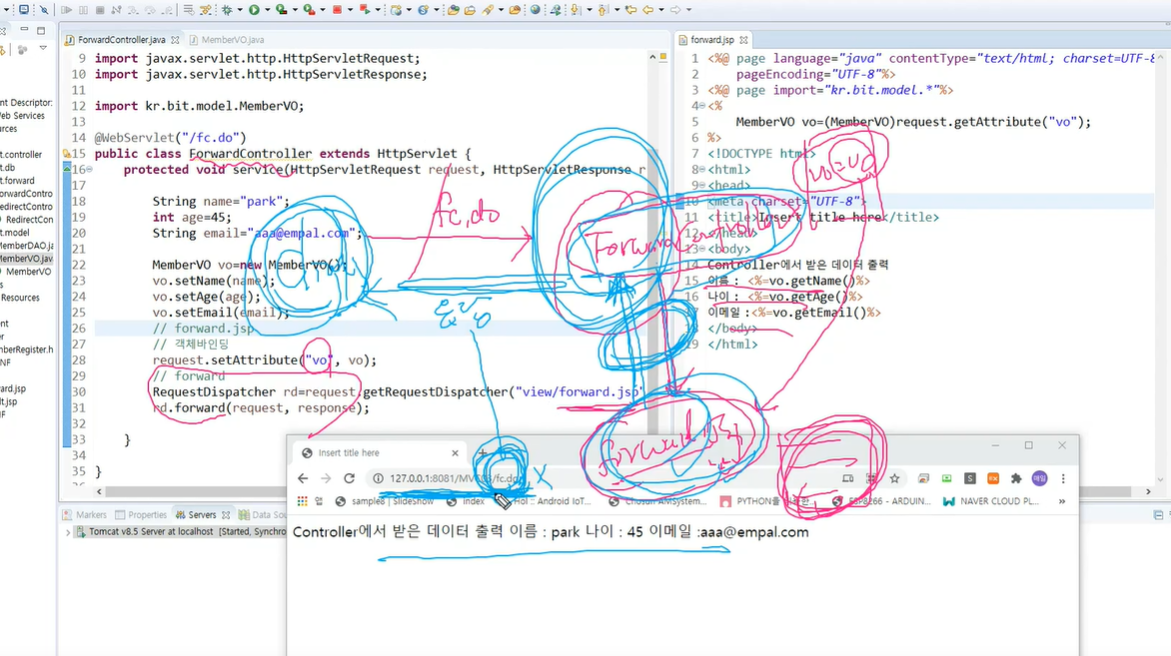 ForwardController.java
MemberVO.java
9 import javax.servlet.http.HttpServletRequest;
10 import javax.servlet.http.HttpServletResponse;
11
12 import kr.bit.model.MemberVO;
13
14 @WebServlet("/fc.do")
15 public class ForwardController extends HttpServlet {
16 protected void service(HttpServletRequest request, HttpServletResponse r
17
18 String name="park";
19 int age=45;
20 String email="aaa@empal.com";
21
22 MemberVO vo=new MemberVO();
23 vo.setName(name);
24 vo.setAge(age);
25 vo.setEmail(email);
26 // forward.jsp
27 // 객체바인딩
28 request.setAttribute("vo", vo);
29 // forward
30 RequestDispatcher rd=request.getRequestDispatcher("view/forward.jsp"
31 rd.forward(request, response);
32
33 }
34
35 }
forward.jsp
1 <%@ page language="java" contentType="text/html; charset=UTF-8
2 pageEncoding="UTF-8"%>
3 <%@ page import="kr.bit.model.*"%>
4 <%
5 MemberVO vo=(MemberVO)request.getAttribute("vo");
6 %>
7 <!DOCTYPE html>
8 <html>
9 <head>
10 <meta charset="UTF-8">
11 <title>Insert title here</title>
12 </head>
13 <body>
14 Controller에서 받은 데이터 출력
15 이름 : <%=vo.getName()%>
16 나이 : <%=vo.getAge()%>
17 이메일 :<%=vo.getEmail()%>
18 </body>
19 </html>
fc,do
ForwardController
응답
X
nt Descriptor:
eb Services
urces
t.controller
t.db
t.forward
rdController
t.redirect
RedirectCon
t.model
emberDAO.ja
emberVO.jav
MemberVO
Resources
ent
mberRegister.h
NF
ard.jsp
lt.jsp
Markers
Properties
Servers
Data Sou
Tomcat v8.5 Server at localhost [Started, Synchro
Insert title here
127.0.0.1:8081/MV
/fc.do
앱
samples
SlideShow
Index
Android IoT...
Chosun AMsystem...
PYTHON을
ESP8266 - ARDUIN...
NAVER CLOUD PL...
Controller에서 받은 데이터 출력 이름 : park 나이 : 45 이메일 :aaa@empal.com